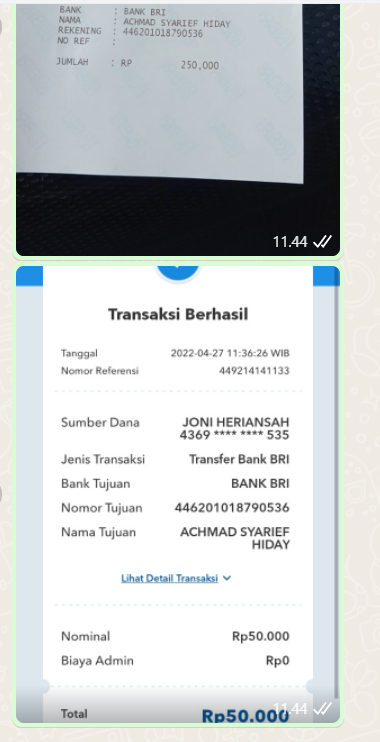 BANK : BANK BRI
NAMA : ACHMAD SYARIEF HIDAY
REKENING : 446201018790536
NO REF :
JUMLAH : RP 250,000
11.44
Transaksi Berhasil
Tanggal 2022-04-27 11:36:26 WIB
Nomor Referensi 449214141133
Sumber Dana JONI HERIANSAH
4369 **** **** 535
Jenis Transaksi Transfer Bank BRI
Bank Tujuan BANK BRI
Nomor Tujuan 446201018790536
Nama Tujuan ACHMAD SYARIEF
HIDAY
Lihat Detail Transaksi
Nominal Rp50.000
Biaya Admin Rp0
Total Rp50.000
11.44